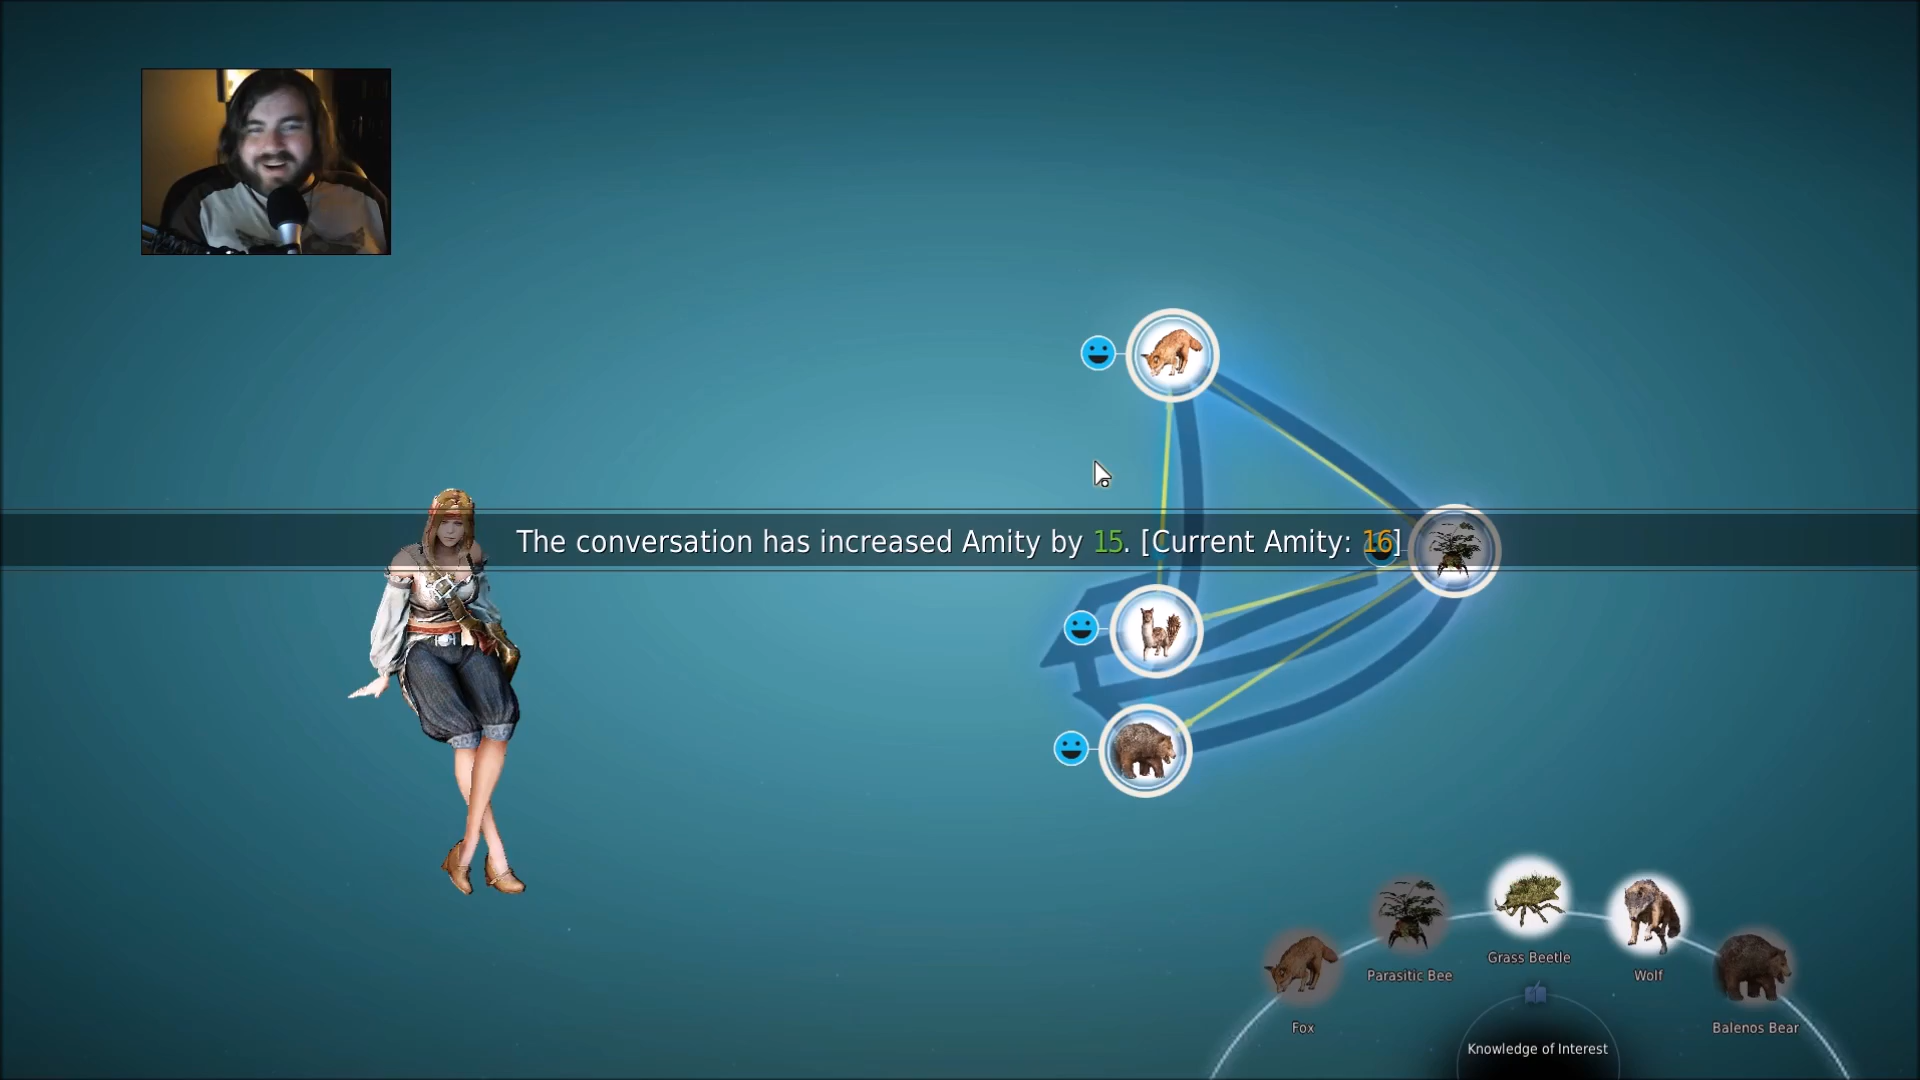 The conversation has increased Amity by 15. [Current Amity: 16]
Grass Beetle
Parasitic Bee
Wolf
Fox
Balenos Bear
Knowledge of Interest